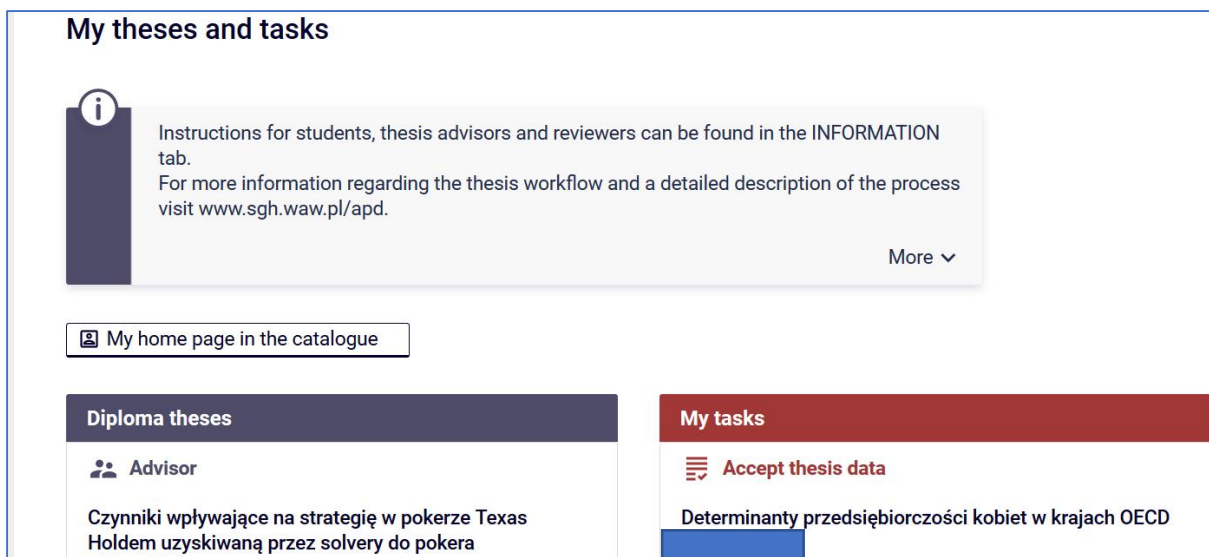 My theses and tasks
Instructions for students, thesis advisors and reviewers can be found in the INFORMATION
tab.
For more information regarding the thesis workflow and a detailed description of the process
visit www.sgh.waw.pl/apd.
More
My home page in the catalogue
Diploma theses
Advisor
Czynniki wpływające na strategię w pokerze Texas
Holdem uzyskiwaną przez solvery do pokera
My tasks
Accept thesis data
Determinanty przedsiębiorczości kobiet w krajach OECD